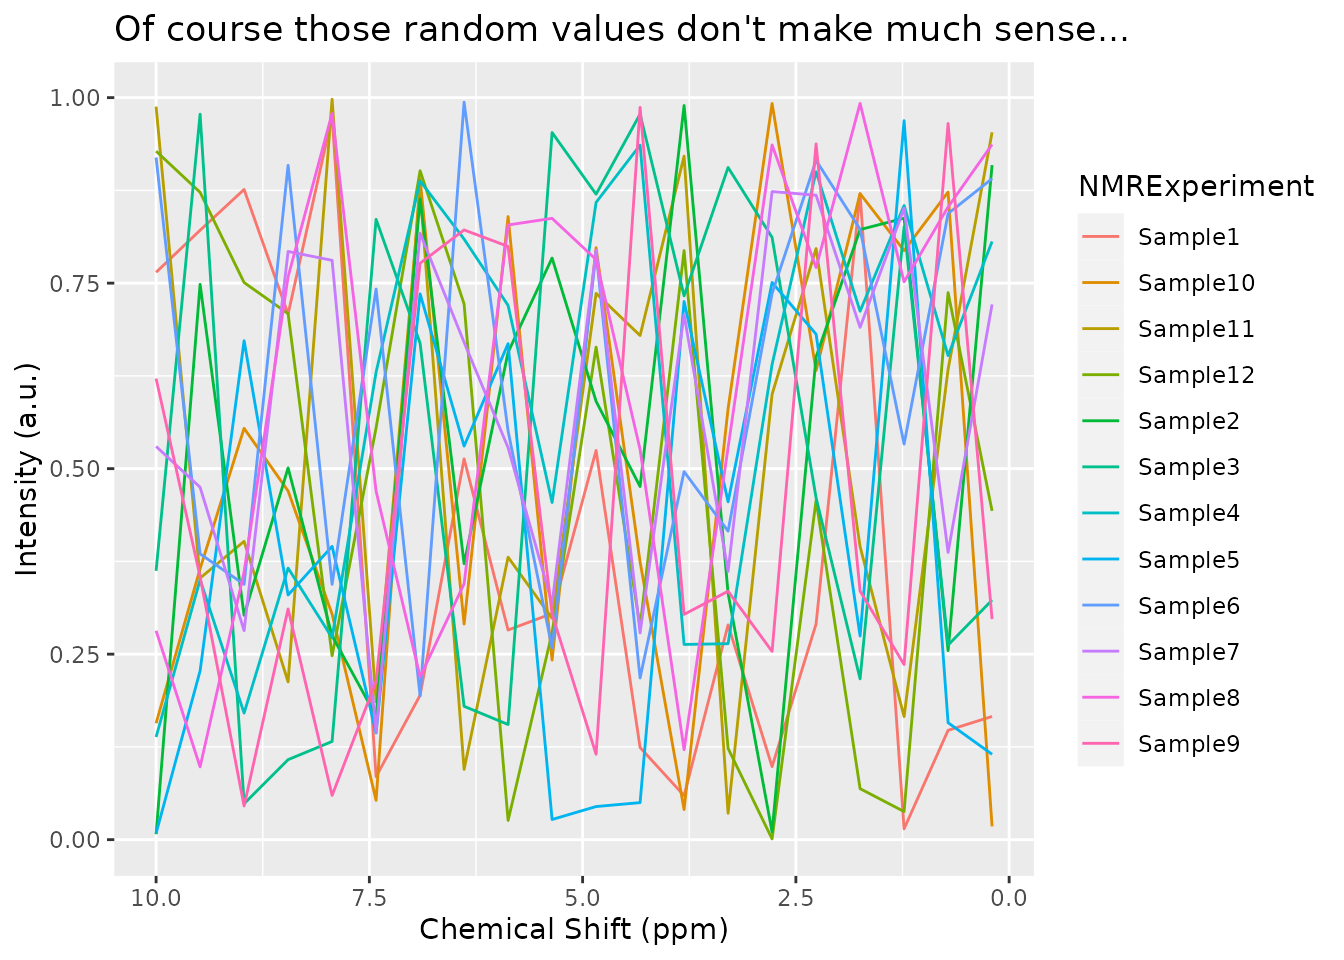 Of course those random values don't make much sense...
Intensity (a.u.)
1.00
0.75
0.50
0.25
0.00
10.0 7.5 5.0 2.5 0.0
Chemical Shift (ppm)
NMRExperiment
Sample1
Sample10
Sample11
Sample12
Sample2
Sample3
Sample4
Sample5
Sample6
Sample7
Sample8
Sample9